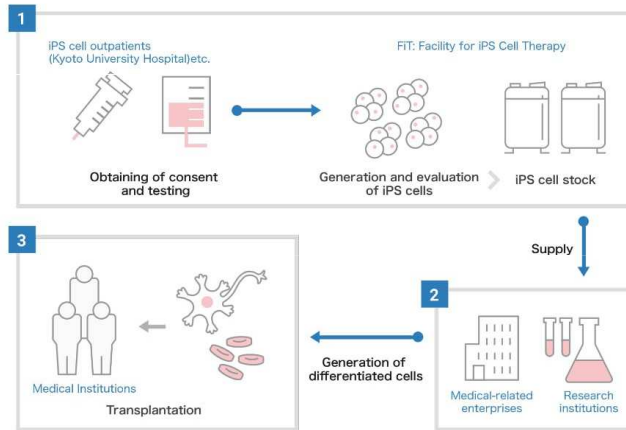 1
iPS cell outpatients
(Kyoto University Hospital)etc.
FiT: Facility for iPS Cell Therapy
Obtaining of consent
and testing
Generation and evaluation
of iPS cells
iPS cell stock
Supply
2
Medical-related
enterprises
Research
institutions
Generation of
differentiated cells
3
Medical Institutions
Transplantation